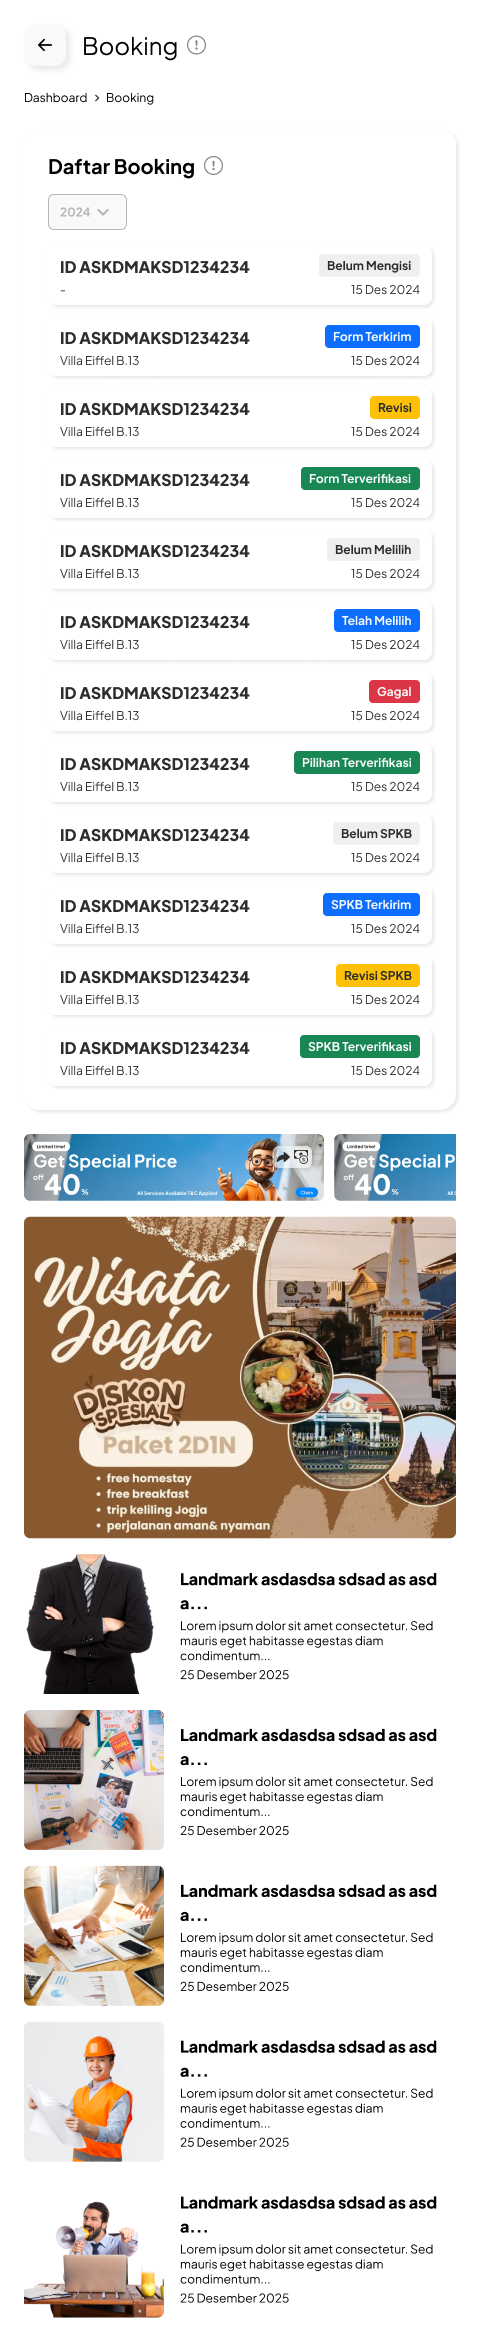 Booking
Dashboard > Booking
Daftar Booking
2024
ID ASKDMAKSD1234234
Belum Mengisi
-
15 Des 2024
ID ASKDMAKSD1234234
Form Terkirim
Villa Eiffel B.13
15 Des 2024
ID ASKDMAKSD1234234
Revisi
Villa Eiffel B.13
15 Des 2024
ID ASKDMAKSD1234234
Form Terverifikasi
Villa Eiffel B.13
15 Des 2024
ID ASKDMAKSD1234234
Belum Melilih
Villa Eiffel B.13
15 Des 2024
ID ASKDMAKSD1234234
Telah Melilih
Villa Eiffel B.13
15 Des 2024
ID ASKDMAKSD1234234
Gagal
Villa Eiffel B.13
15 Des 2024
ID ASKDMAKSD1234234
Pilihan Terverifikasi
Villa Eiffel B.13
15 Des 2024
ID ASKDMAKSD1234234
Belum SPKB
Villa Eiffel B.13
15 Des 2024
ID ASKDMAKSD1234234
SPKB Terkirim
Villa Eiffel B.13
15 Des 2024
ID ASKDMAKSD1234234
Revisi SPKB
Villa Eiffel B.13
15 Des 2024
ID ASKDMAKSD1234234
SPKB Terverifikasi
Villa Eiffel B.13
15 Des 2024
Limited time!
Get Special Price
off 40 %
All Services Available T&C Applied
Claim
Limited time!
Get Special P
off 40 %
Wisata
Jogja
DISKON
SPESIAL
Paket 2D1N
• free homestay
• free breakfast
• trip keliling Jogja
• perjalanan aman& nyaman
Landmark asdasdsa sdsad as asd
a...
Lorem ipsum dolor sit amet consectetur. Sed
mauris eget habitasse egestas diam
condimentum...
25 Desember 2025
Landmark asdasdsa sdsad as asd
a...
Lorem ipsum dolor sit amet consectetur. Sed
mauris eget habitasse egestas diam
condimentum...
25 Desember 2025
Landmark asdasdsa sdsad as asd
a...
Lorem ipsum dolor sit amet consectetur. Sed
mauris eget habitasse egestas diam
condimentum...
25 Desember 2025
Landmark asdasdsa sdsad as asd
a...
Lorem ipsum dolor sit amet consectetur. Sed
mauris eget habitasse egestas diam
condimentum...
25 Desember 2025
Landmark asdasdsa sdsad as asd
a...
Lorem ipsum dolor sit amet consectetur. Sed
mauris eget habitasse egestas diam
condimentum...
25 Desember 2025